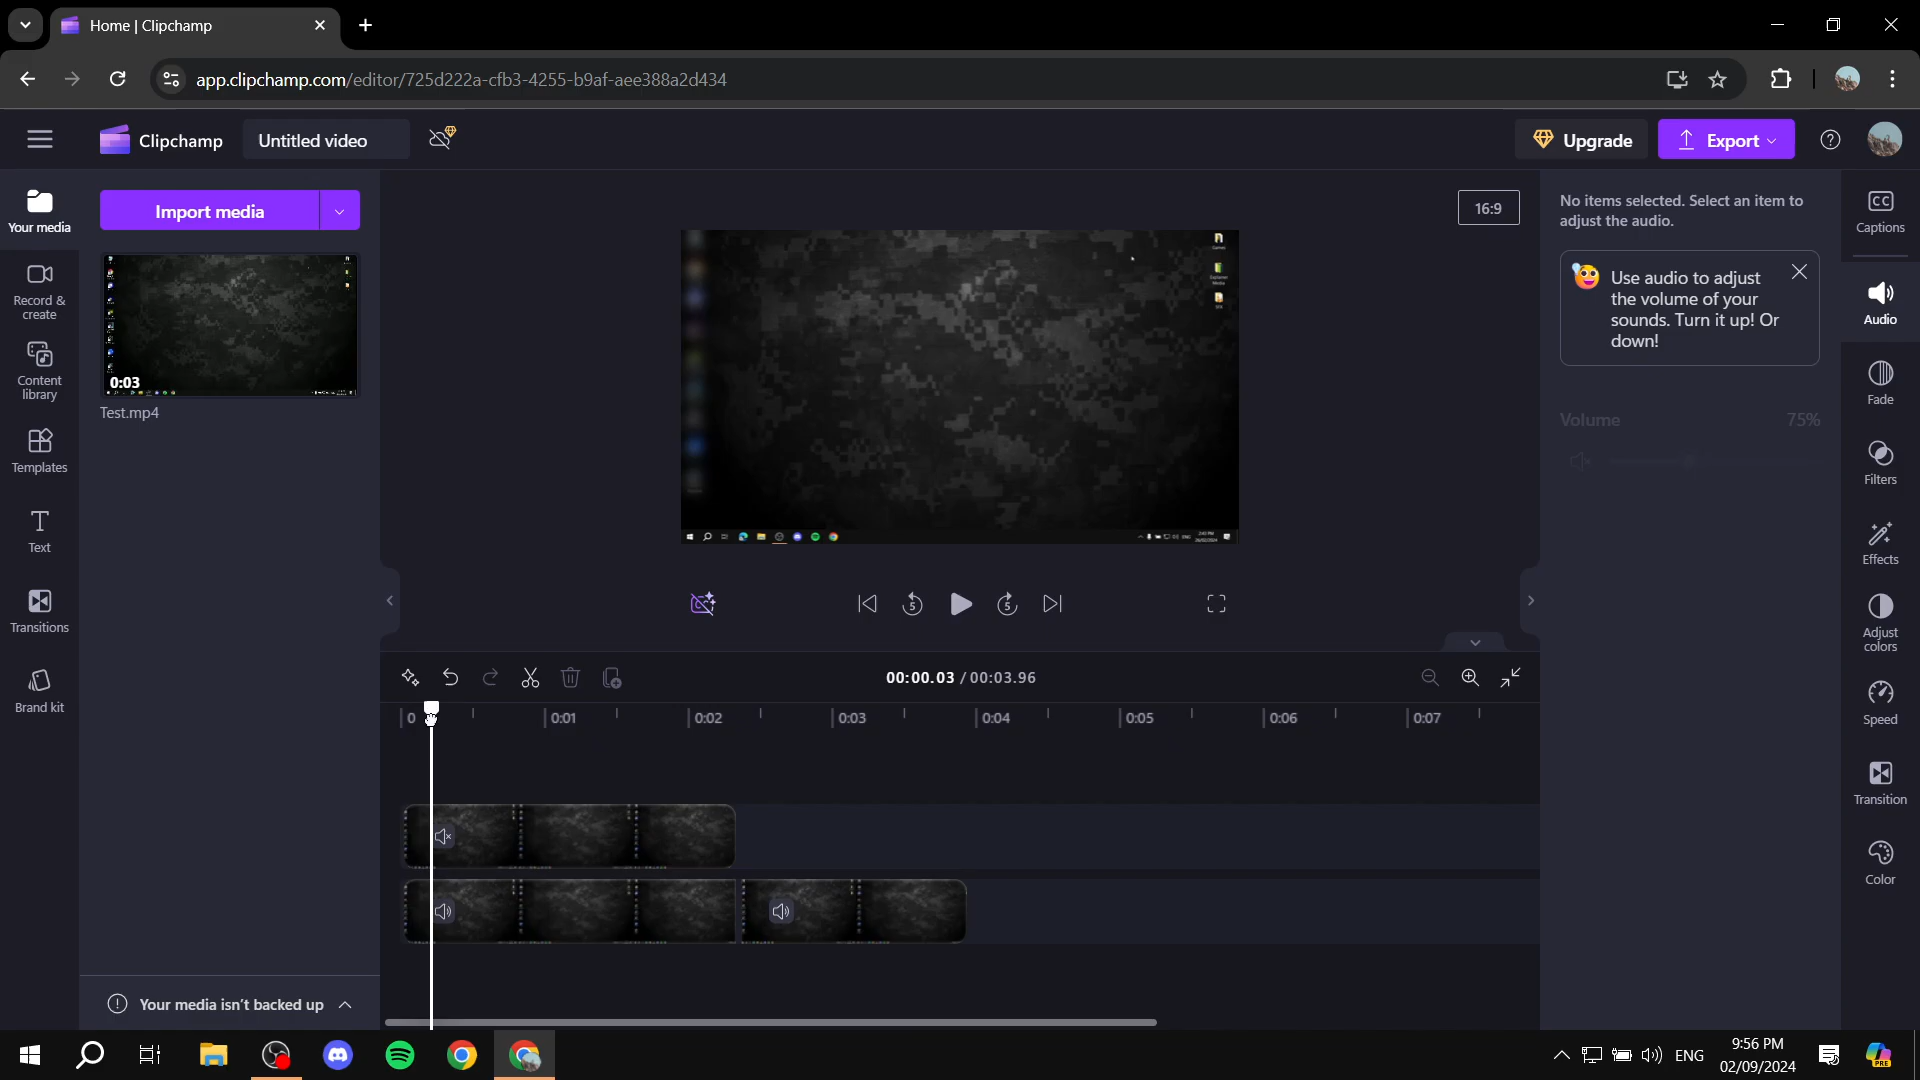 Home | Clipchamp
app.clipchamp.com/editor/725d222a-cfb3-4255-b9af-aee388a2d434
Clipchamp
Untitled video
Upgrade
Export
Your media
Import media
16:9
No items selected. Select an item to
adjust the audio.
CC
Captions
Record &
create
Use audio to adjust
the volume of your
sounds. Turn it up! Or
down!
Audio
Content
library
0:03
Test.mp4
Fade
Volume
75%
Templates
Filters
Text
Effects
Transitions
5
5
Adjust
colors
Brand kit
00:00.03 / 00:03.96
Speed
0
0:01
0:02
0:03
0:04
0:05
0:06
0:07
Transition
Color
Your media isn't backed up
ENG
9:56 PM
02/09/2024
PRE